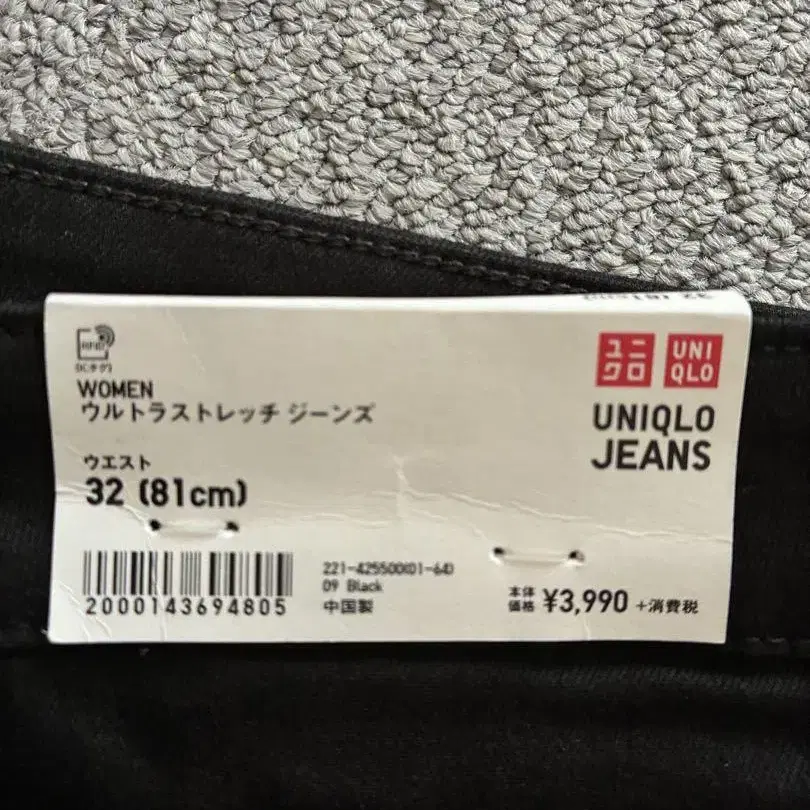 RFID
(ICタグ)
WOMEN
ウルトラストレッチ ジーンズ
ウエスト
32 (81cm)
2000143694805
221-425500(01-64)
09 Black
中国製
ユニ
クロ
UNI
QLO
UNIQLO
JEANS
本体
価格 ¥3,990 +消費税